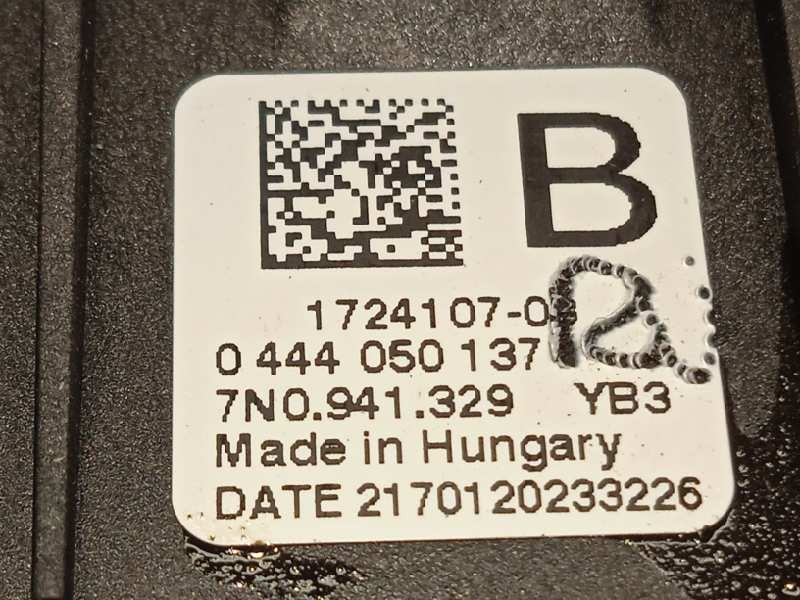 B
1724107-0
0 444 050 137
7N0.941.329 YB3
Made in Hungary
DATE 2170120233226